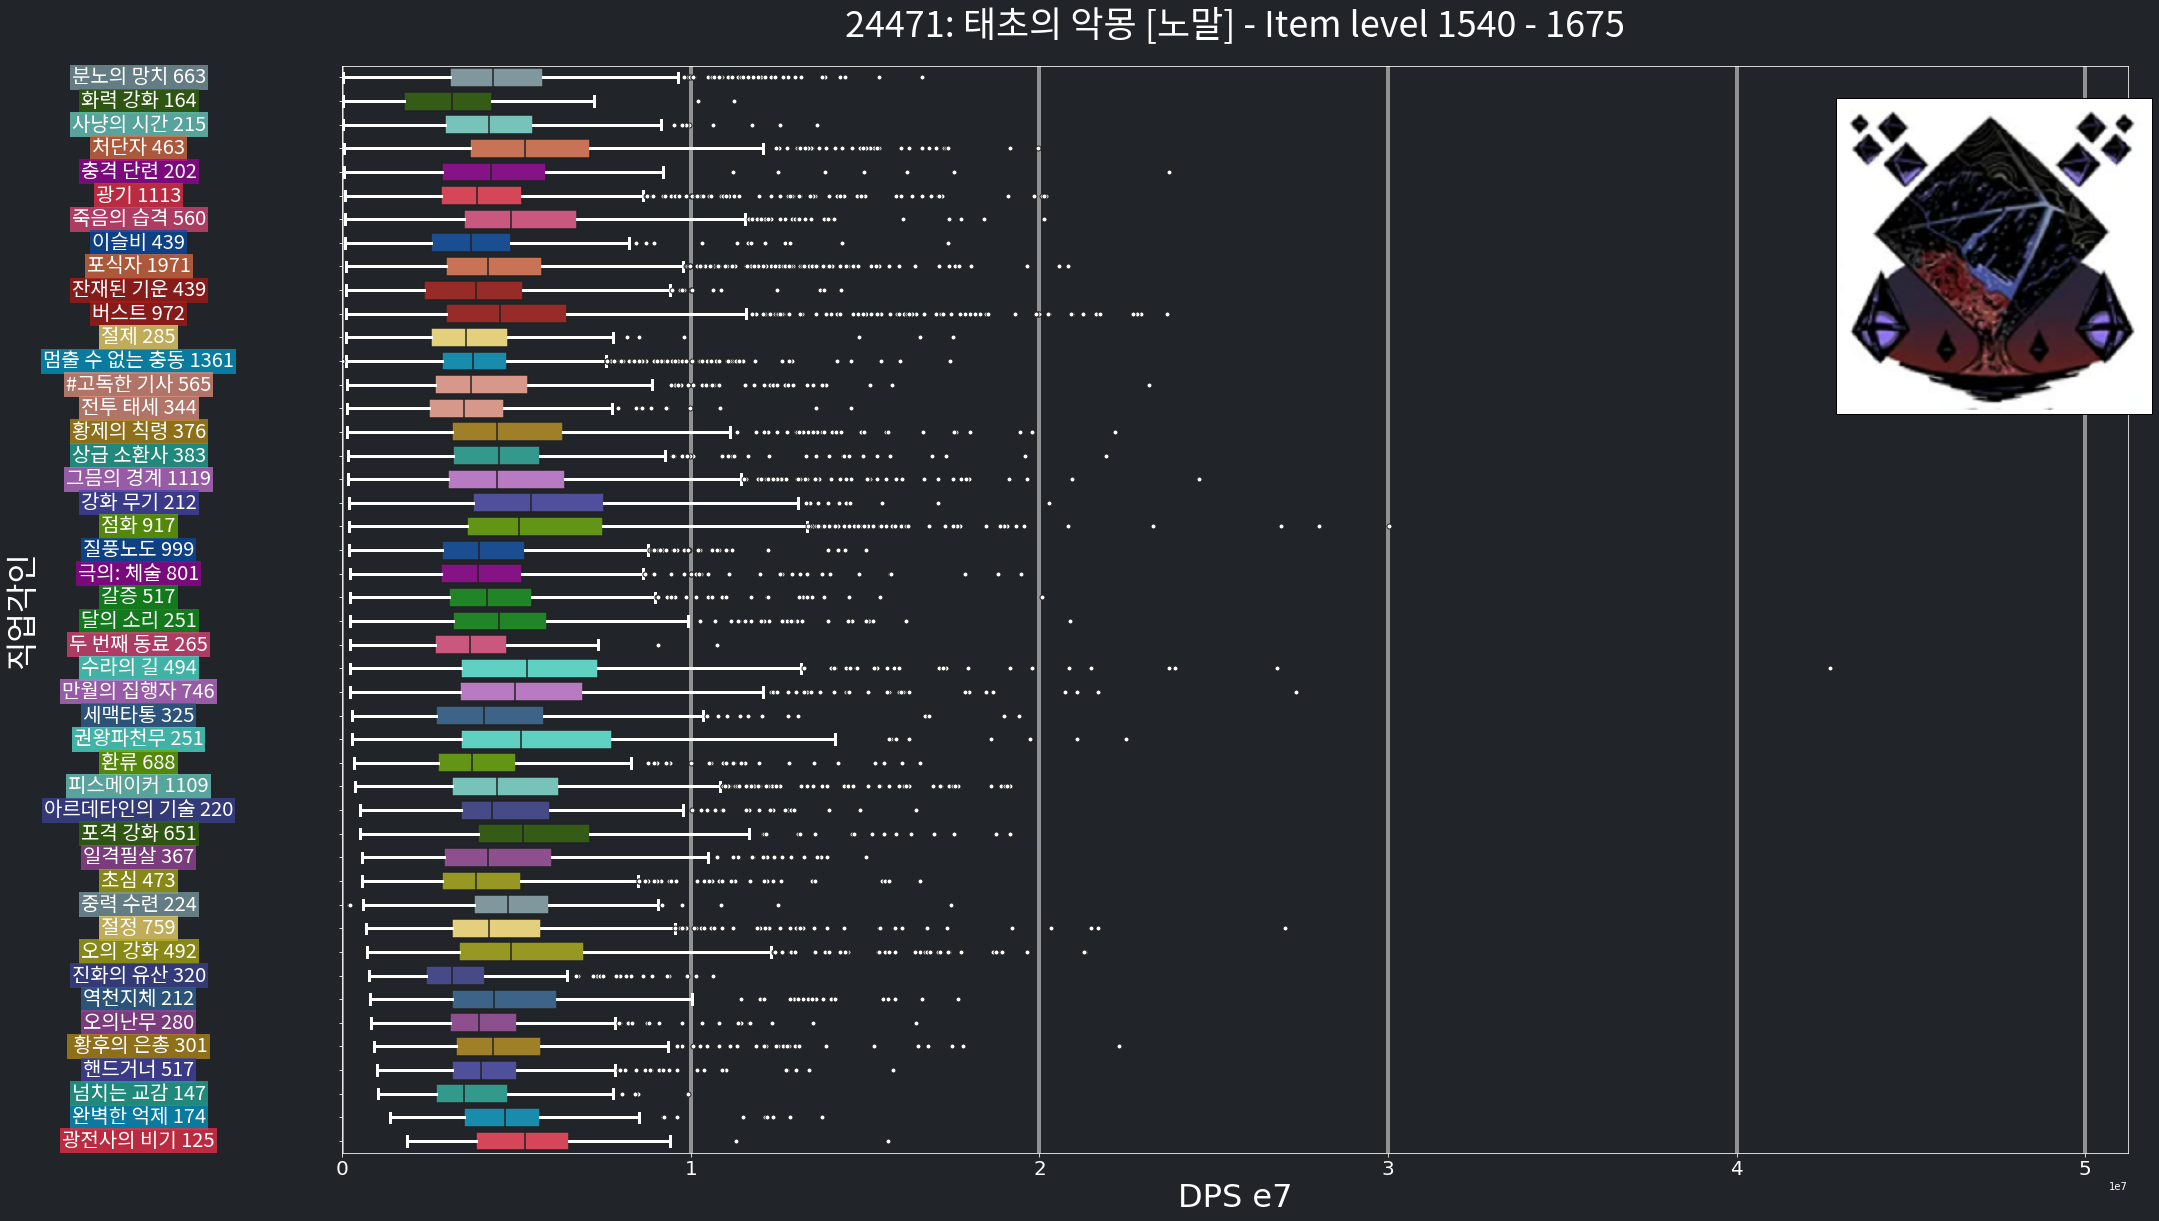 24471: 태초의 악몽 [노말] - Item level 1540 - 1675
직업각인
분노의 망치 663
화력 강화 164
사냥의 시간 215
처단자 463
충격 단련 202
광기 1113
죽음의 습격 560
이슬비 439
포식자 1971
잔재된 기운 439
버스트 972
절제 285
멈출 수 없는 충동 1361
#고독한 기사 565
전투 태세 344
황제의 칙령 376
상급 소환사 383
그믐의 경계 1119
강화 무기 212
점화 917
질풍노도 999
극의: 체술 801
갈증 517
달의 소리 251
두 번째 동료 265
수라의 길 494
만월의 집행자 746
세맥타통 325
권왕파천무 251
환류 688
피스메이커 1109
아르데타인의 기술 220
포격 강화 651
일격필살 367
초심 473
중력 수련 224
절정 759
오의 강화 492
진화의 유산 320
역천지체 212
오의난무 280
황후의 은총 301
핸드거너 517
넘치는 교감 147
완벽한 억제 174
광전사의 비기 125
0 1 2 3 4 5
1e7
DPS e7